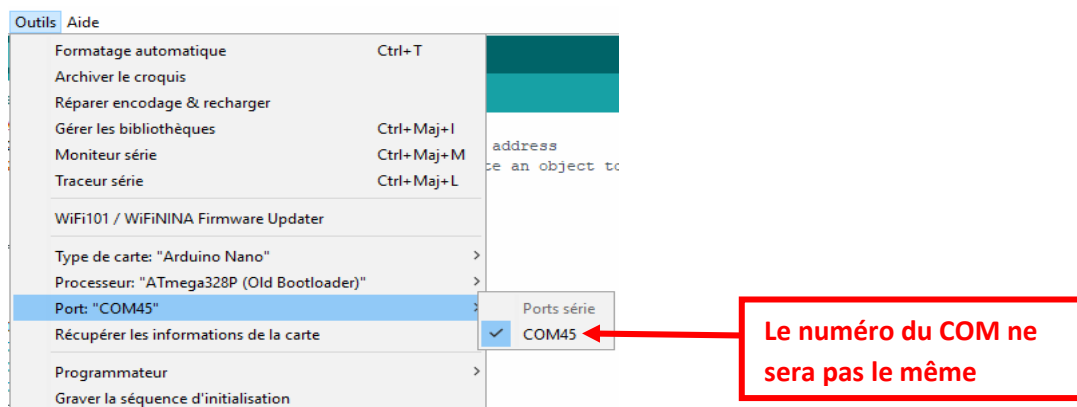 Outils Aide
Formatage automatique Ctrl+T
Archiver le croquis
Réparer encodage & recharger
Gérer les bibliothèques Ctrl+Maj+I
Moniteur série Ctrl+Maj+M
Traceur série Ctrl+Maj+L
address
te an object to
WiFi101 / WiFiNINA Firmware Updater
Type de carte: "Arduino Nano"
Processeur: "ATmega328P (Old Bootloader)"
Port: "COM45"
Récupérer les informations de la carte
Programmateur
Graver la séquence d'initialisation
Ports série
COM45
Le numéro du COM ne
sera pas le même